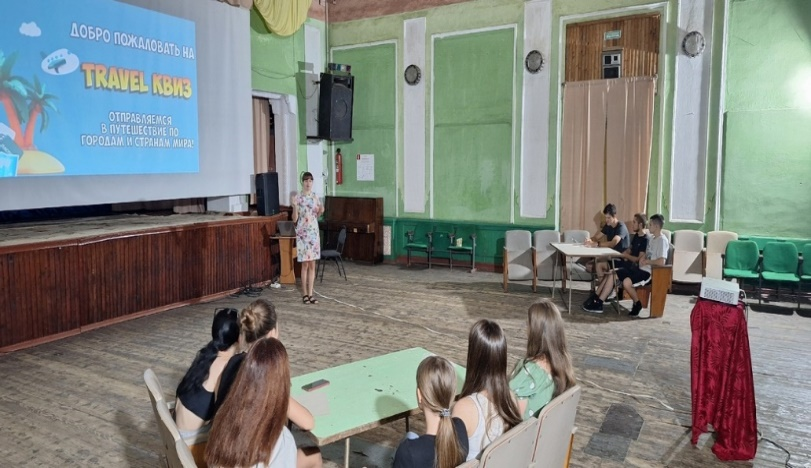 ДОБРО ПОЖАЛОВАТЬ НА
TRAVEL КВИЗ
ОТПРАВЛЯЕМСЯ
В ПУТЕШЕСТВИЕ ПО
ГОРОДАМ И СТРАНАМ МИРА!